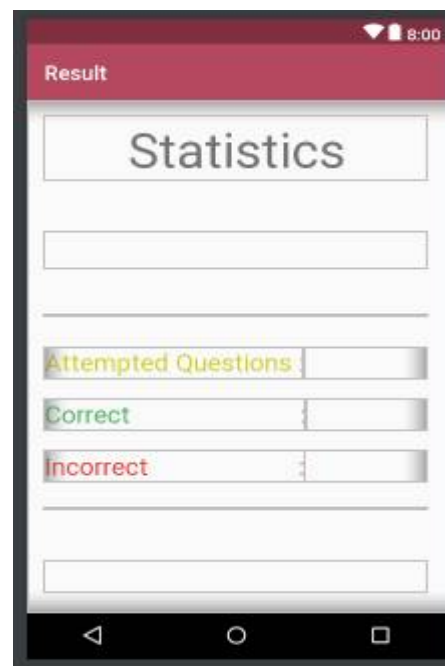 8:00
Result
Statistics
Attempted Questions :
Correct :
Incorrect :